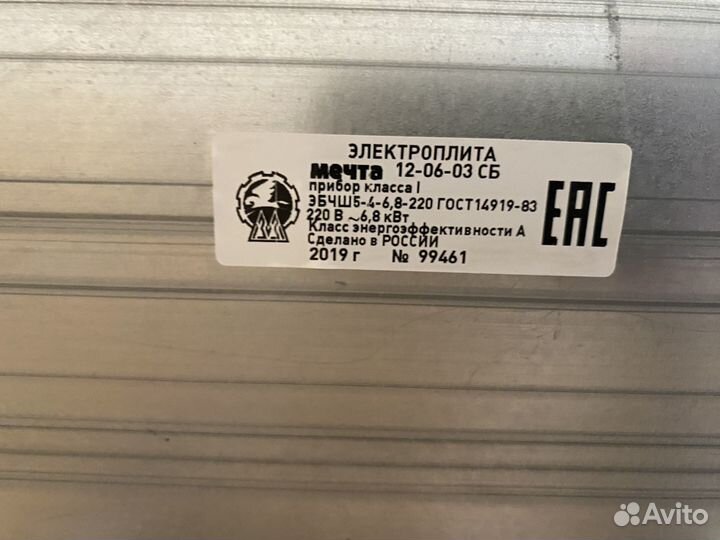 ЭЛЕКТРОПЛИТА
мечта 12-06-03 СБ
прибор класса I
ЭБЧШ5-4-6,8-220 ГОСТ14919-83
220 В ~6,8 кВт
Класс энергоэффективности А
Сделано в РОССИИ
2019 г № 99461
EAC
Avito